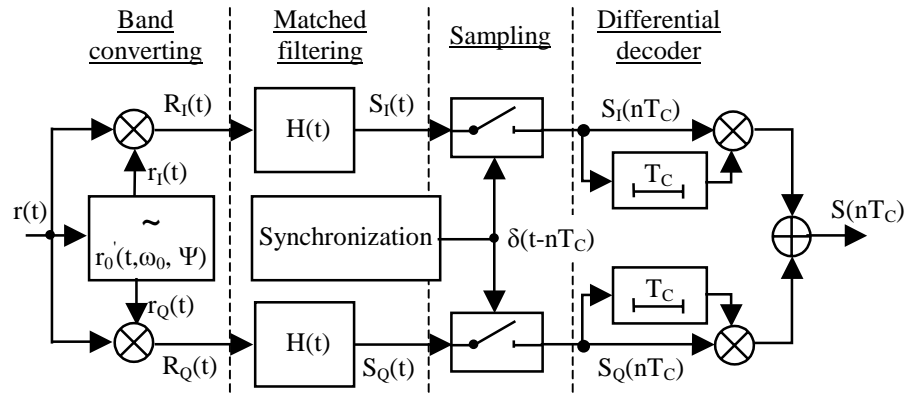 Band
converting
Matched
filtering
Sampling
Differential
decoder
R_I(t)
S_I(t)
S_I(nT_C)
H(t)
r_I(t)
T_C
r(t)
~
r_0'(t,ω_0, Ψ)
Synchronization
δ(t-nT_C)
S(nT_C)
r_Q(t)
T_C
H(t)
R_Q(t)
S_Q(t)
S_Q(nT_C)